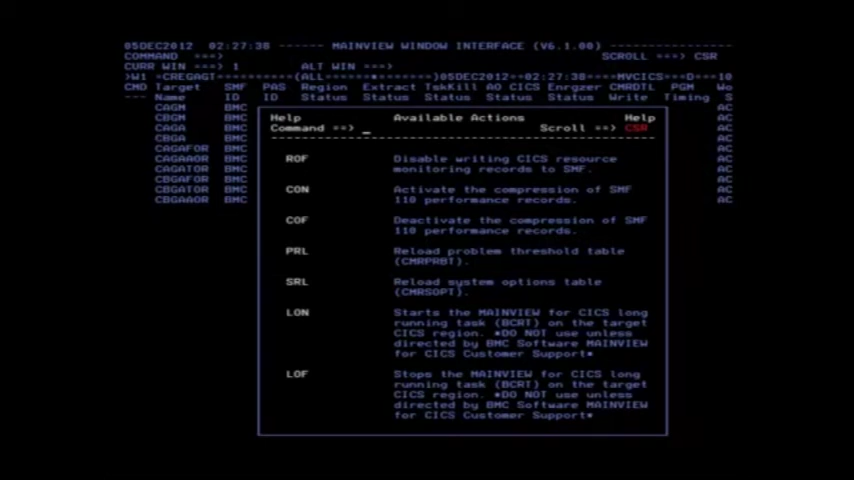 05DEC2012 02:27:38 ------ MAINVIEW WINDOW INTERFACE (V6.1.00) -----------------
COMMAND ===> SCROLL ===> CSR
CURR WIN ===> 1 ALT WIN ===>
>W1 =CREGAGT==========(ALL======*========)05DEC2012==02:27:38====MVCICS===D===10
CMD Target SMF PAS Region Extract TskKill AO CICS Enrgzer CMRDTL PGM Wo
--- Name ID ID Status Status Status Status Status Write Timing S
CAGM BMC AC
CBGM BMC AC
CAGA BMC AC
CBGA BMC AC
CAGAFOR BMC AC
CAGAAOR BMC AC
CAGATOR BMC AC
CBGAFOR BMC AC
CBGATOR BMC AC
CBGAAOR BMC AC
Help Available Actions Help
Command ==> _ Scroll ==> CSR
ROF Disable writing CICS resource
monitoring records to SMF.
CON Activate the compression of SMF
110 performance records.
COF Deactivate the compression of SMF
110 performance records.
PRL Reload problem threshold table
(CMRPRBT).
SRL Reload system options table
(CMRSOPT).
LON Starts the MAINVIEW for CICS long
running task (BCRT) on the target
CICS region. *DO NOT use unless
directed by BMC Software MAINVIEW
for CICS Customer Support*
LOF Stops the MAINVIEW for CICS long
running task (BCRT) on the target
CICS region. *DO NOT use unless
directed by BMC Software MAINVIEW
for CICS Customer Support*